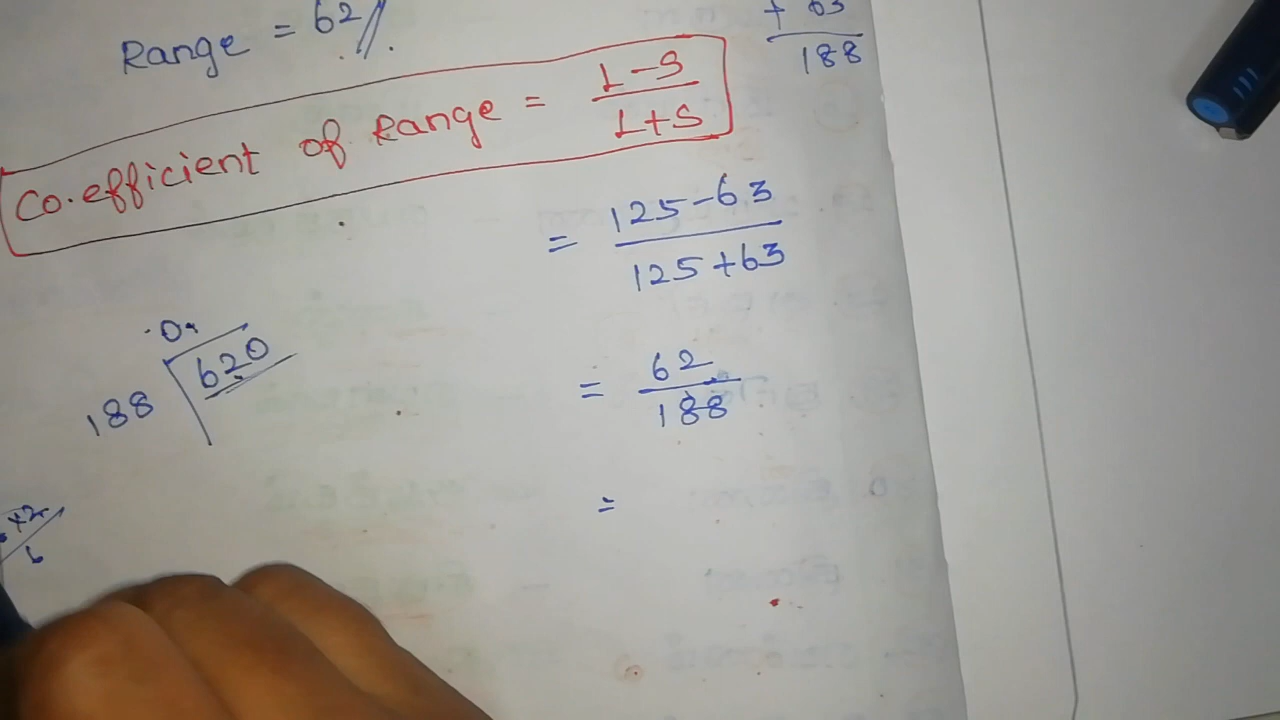 Range = 62//.
+ 63
188
Co.efficient of Range = L-S / L+S
= 125-63 / 125+63
·0
188 620
= 62 / 188
=